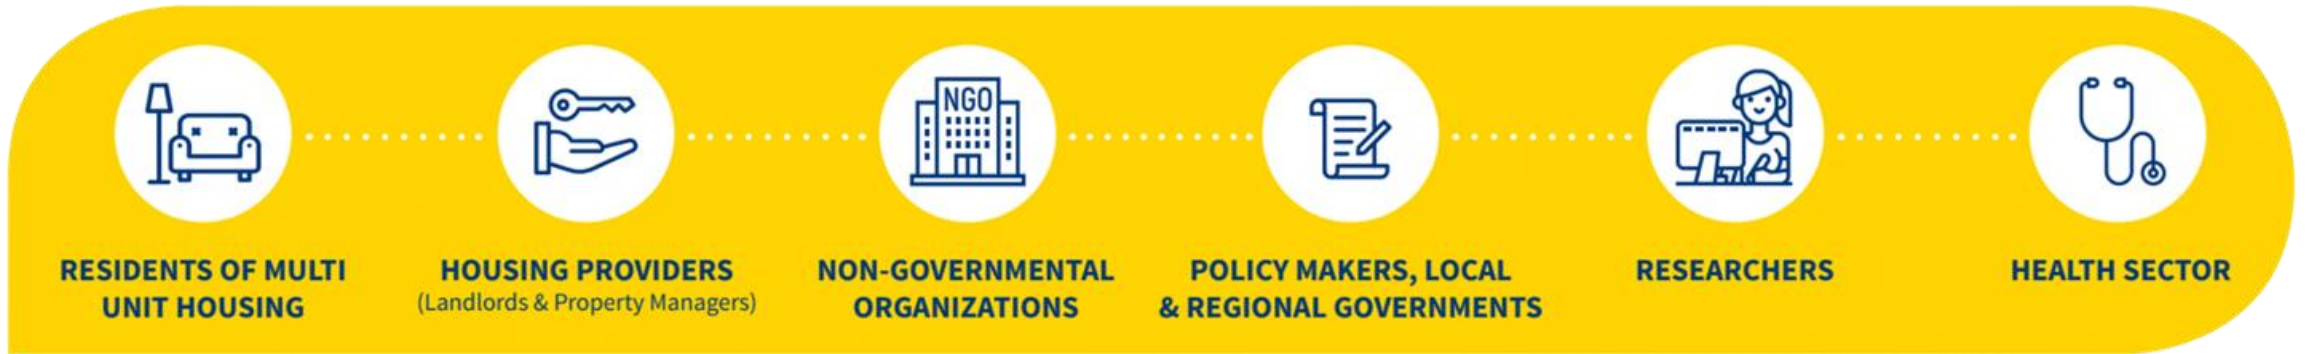 NGO
RESIDENTS OF MULTI
UNIT HOUSING
HOUSING PROVIDERS
(Landlords & Property Managers)
NON-GOVERNMENTAL
ORGANIZATIONS
POLICY MAKERS, LOCAL
& REGIONAL GOVERNMENTS
RESEARCHERS
HEALTH SECTOR